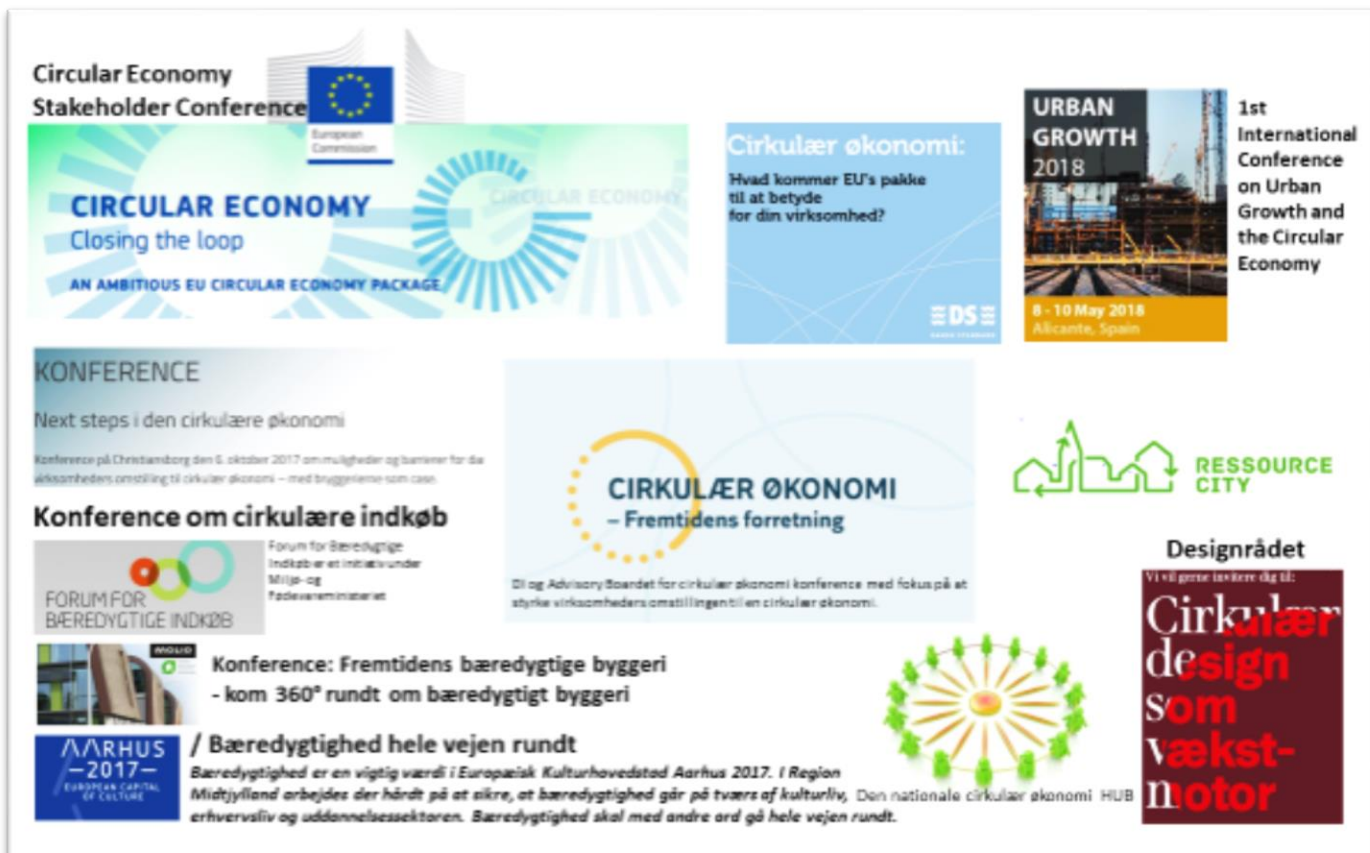 Circular Economy
Stakeholder Conference
European
Commission
CIRCULAR ECONOMY
CIRCULAR ECONOMY
Closing the loop
AN AMBITIOUS EU CIRCULAR ECONOMY PACKAGE
Cirkulær økonomi:
Hvad kommer EU's pakke
til at betyde
for din virksomhed?
DS
DANSK STANDARD
URBAN
GROWTH
2018
8 - 10 May 2018
Alicante, Spain
1st
International
Conference
on Urban
Growth and
the Circular
Economy
KONFERENCE
Next steps i den cirkulære økonomi
Konference på Christiansborg den 6. oktober 2017 om muligheder og barrierer for
virksomheders omstilling til cirkulær økonomi – med bryggerierne som case.
Konference om cirkulære indkøb
FORUM FOR
BÆREDYGTIGE INDKØB
Forum for Bæredygtige
Indkøb er et initiativ under
Miljø- og
Fødevareministeriet
CIRKULÆR ØKONOMI
– Fremtidens forretning
DI og Advisory Boardet for cirkulær økonomi konference med fokus på at
styrke virksomheders omstillingen til en cirkulær økonomi.
RESSOURCE
CITY
Designrådet
Vi vil gerne invitere dig til:
Cirkulær
design
som
vækst-
motor
MOLIO
Konference: Fremtidens bæredygtige byggeri
- kom 360° rundt om bæredygtigt byggeri
AARHUS
—2017—
EUROPEAN CAPITAL
OF CULTURE
/ Bæredygtighed hele vejen rundt
Bæredygtighed er en vigtig værdi i Europæisk Kulturhovedstad Aarhus 2017. I Region
Midtjylland arbejdes der hårdt på at sikre, at bæredygtighed går på tværs af kulturliv,
erhvervsliv og uddannelsessektoren. Bæredygtighed skal med andre ord gå hele vejen rundt.
Den nationale cirkulær økonomi HUB